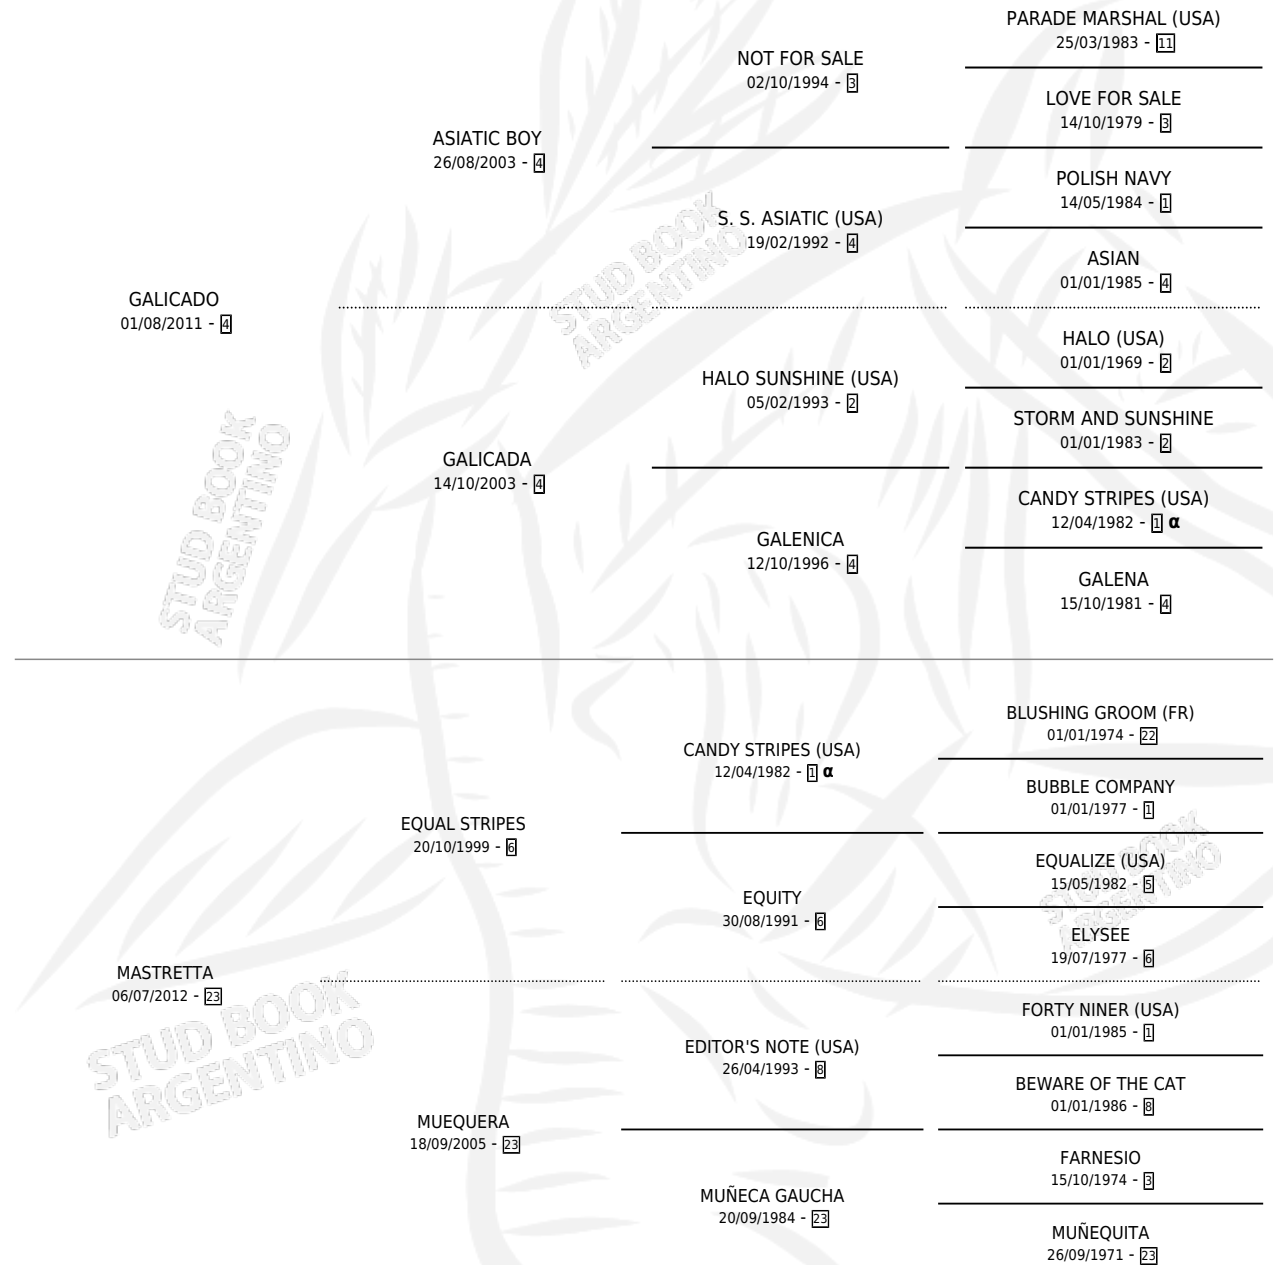 PARADE MARSHAL (USA)
25/03/1983 - 11
NOT FOR SALE
02/10/1994 - 3
LOVE FOR SALE
14/10/1979 - 3
ASIATIC BOY
26/08/2003 - 4
POLISH NAVY
14/05/1984 - 1
S. S. ASIATIC (USA)
19/02/1992 - 4
ASIAN
01/01/1985 - 4
GALICADO
01/08/2011 - 4
HALO (USA)
01/01/1969 - 2
HALO SUNSHINE (USA)
05/02/1993 - 2
STORM AND SUNSHINE
01/01/1983 - 2
GALICADA
14/10/2003 - 4
CANDY STRIPES (USA)
12/04/1982 - 1 α
GALENICA
12/10/1996 - 4
GALENA
15/10/1981 - 4
BLUSHING GROOM (FR)
01/01/1974 - 22
CANDY STRIPES (USA)
12/04/1982 - 1 α
BUBBLE COMPANY
01/01/1977 - 1
EQUAL STRIPES
20/10/1999 - 6
EQUALIZE (USA)
15/05/1982 - 5
EQUITY
30/08/1991 - 6
ELYSEE
19/07/1977 - 6
MASTRETTA
06/07/2012 - 23
FORTY NINER (USA)
01/01/1985 - 1
EDITOR'S NOTE (USA)
26/04/1993 - 8
BEWARE OF THE CAT
01/01/1986 - 8
MUEQUERA
18/09/2005 - 23
FARNESIO
15/10/1974 - 3
MUÑECA GAUCHA
20/09/1984 - 23
MUÑEQUITA
26/09/1971 - 23
STUD BOOK
ARGENTINO
STUD BOOK
ARGENTINO
STUD BOOK
ARGENTINO
STUD BOOK
ARGENTINO